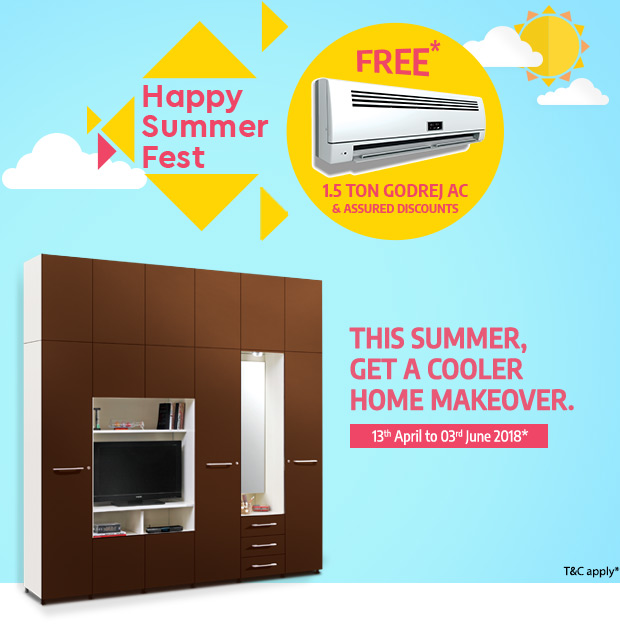 Happy
Summer
Fest
FREE*
1.5 TON GODREJ AC
& ASSURED DISCOUNTS
THIS SUMMER,
GET A COOLER
HOME MAKEOVER.
13th April to 03rd June 2018*
T&C apply*